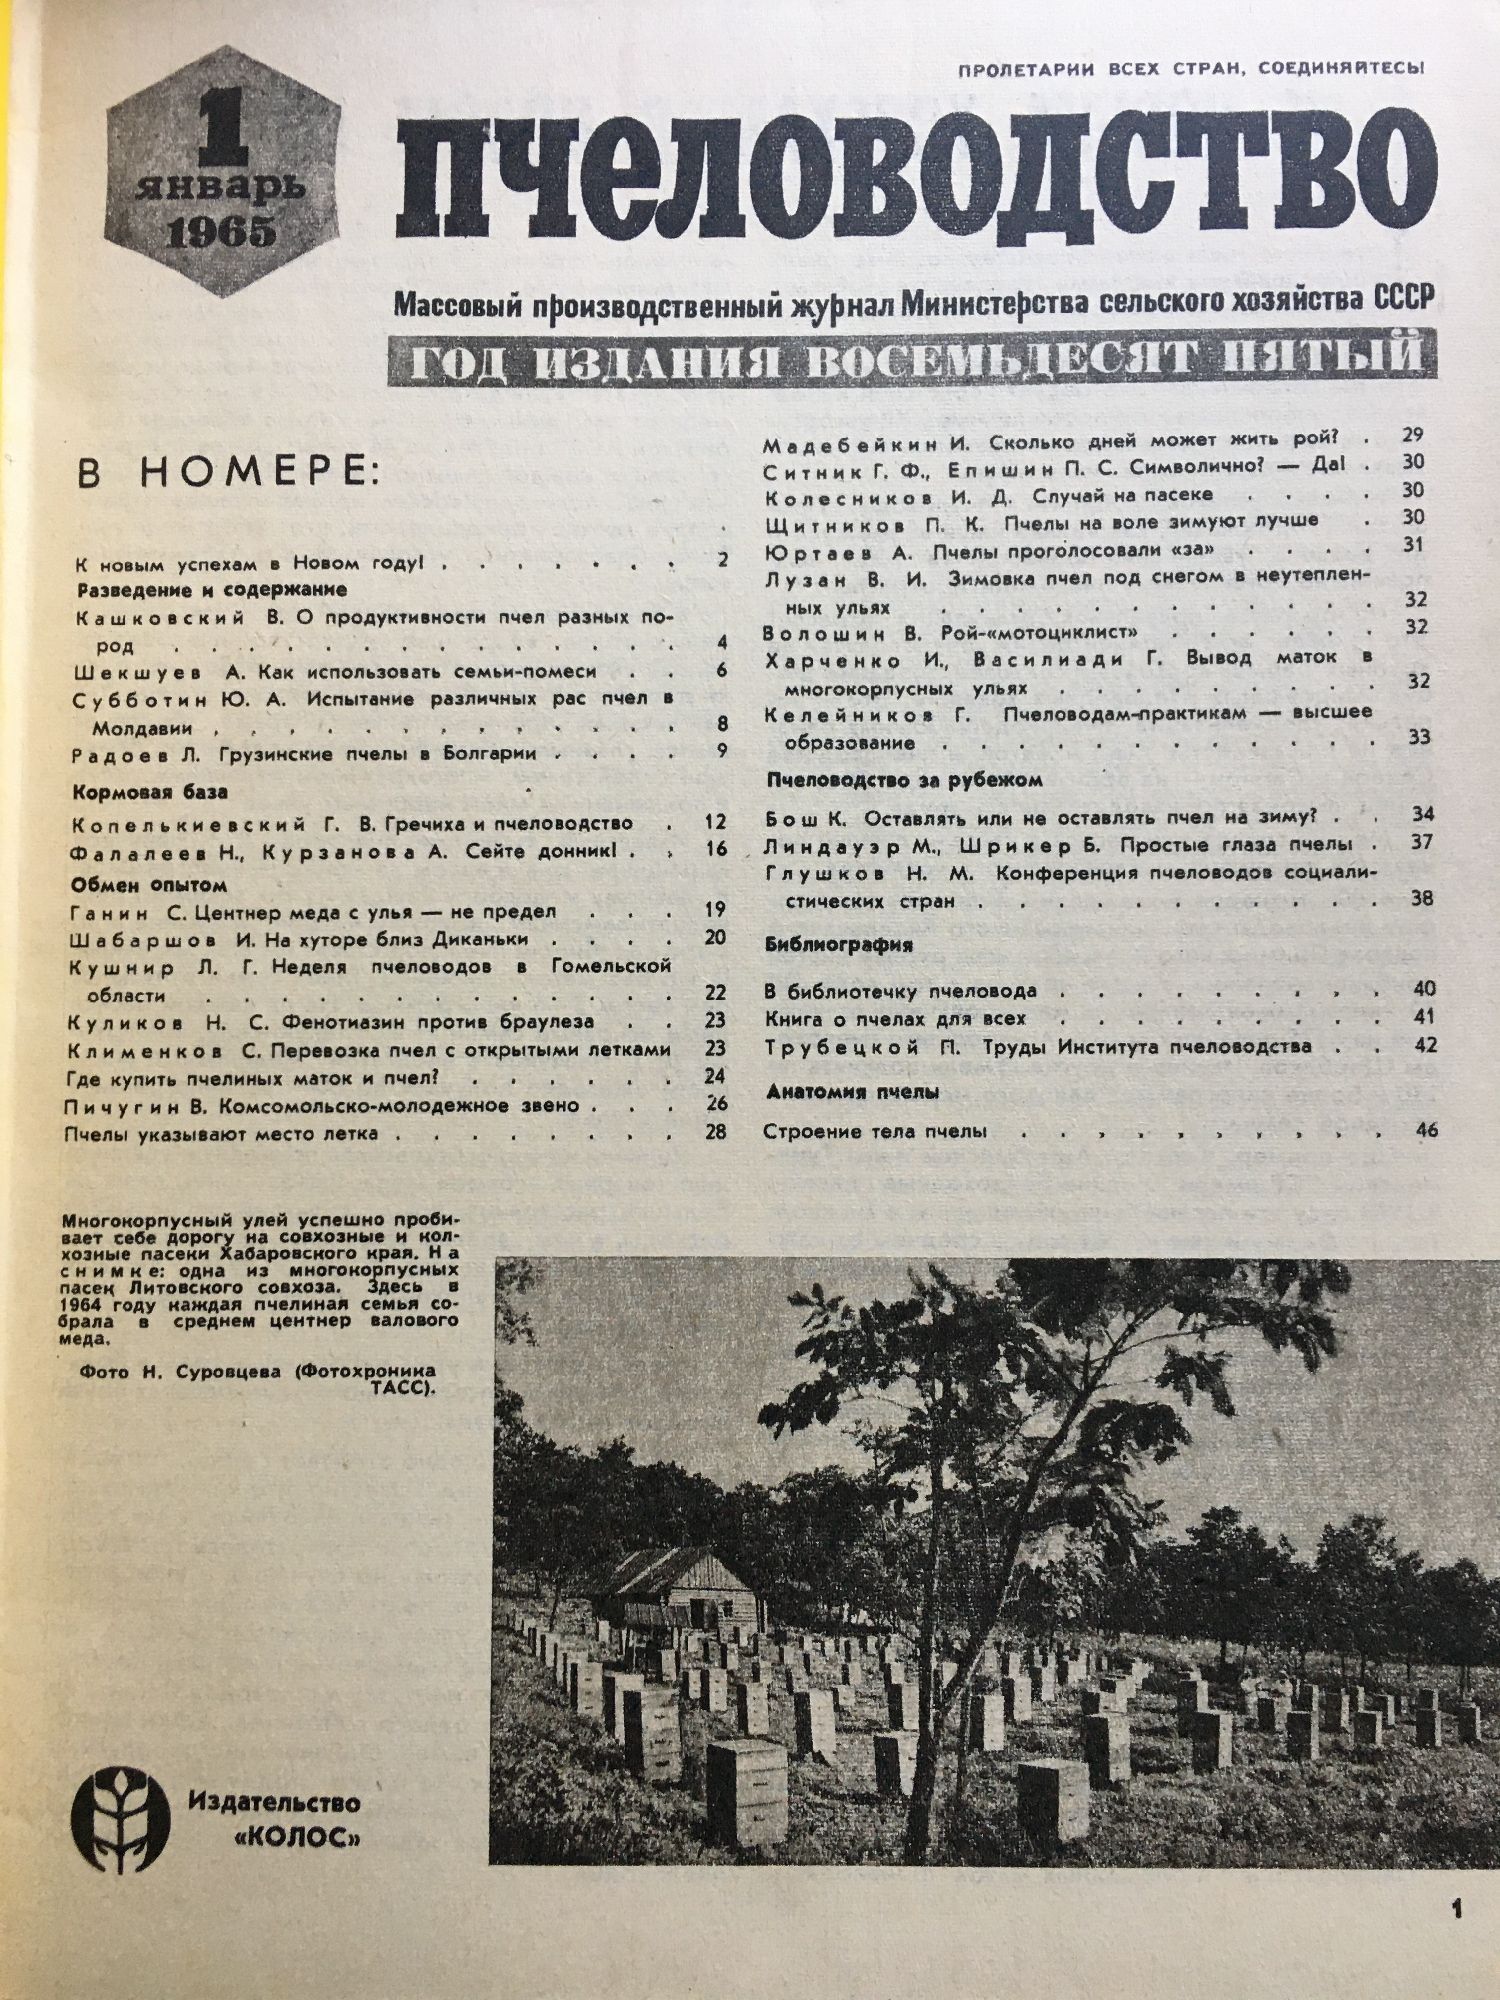 ПРОЛЕТАРИИ ВСЕХ СТРАН, СОЕДИНЯЙТЕСЬ!
1
январь
1965
ПЧЕЛОВОДСТВО
Массовый производственный журнал Министерства сельского хозяйства СССР
ГОД ИЗДАНИЯ ВОСЕМЬДЕСЯТ ПЯТЫЙ
В НОМЕРЕ:
К новым успехам в Новом году! . . . . . . . 2
Разведение и содержание
Кашковский В. О продуктивности пчел разных по-
род . . . . . . . . . . . . . . 4
Шекшуев А. Как использовать семьи-помеси . . 6
Субботин Ю. А. Испытание различных рас пчел в
Молдавии . . . . . . . . . . . . . 8
Радоев Л. Грузинские пчелы в Болгарии . . . . 9
Кормовая база
Копелькиевский Г. В. Гречиха и пчеловодство . 12
Фалалеев Н., Курзанова А. Сейте донник! . . 16
Обмен опытом
Ганин С. Центнер меда с улья — не предел . . . 19
Шабаршов И. На хуторе близ Диканьки . . . . 20
Кушнир Л. Г. Неделя пчеловодов в Гомельской
области . . . . . . . . . . . . . 22
Куликов Н. С. Фенотиазин против браулеза . . 23
Клименков С. Перевозка пчел с открытыми летками 23
Где купить пчелиных маток и пчел? . . . . . . 24
Пичугин В. Комсомольско-молодежное звено . . . 26
Пчелы указывают место летка . . . . . . . . 28
Мадебейкин И. Сколько дней может жить рой? . 29
Ситник Г. Ф., Епишин П. С. Символично? — Да! . 30
Колесников И. Д. Случай на пасеке . . . . 30
Щитников П. К. Пчелы на воле зимуют лучше . 30
Юртаев А. Пчелы проголосовали «за» . . . . 31
Лузан В. И. Зимовка пчел под снегом в неутеплен-
ных ульях . . . . . . . . . . . . 32
Волошин В. Рой-«мотоциклист» . . . . . . 32
Харченко И., Василиади Г. Вывод маток в
многокорпусных ульях . . . . . . . . . 32
Келейников Г. Пчеловодам-практикам — высшее
образование . . . . . . . . . . . . 33
Пчеловодство за рубежом
Бош К. Оставлять или не оставлять пчел на зиму? . . 34
Линдауэр М., Шрикер Б. Простые глаза пчелы . 37
Глушков Н. М. Конференция пчеловодов социали-
стических стран . . . . . . . . . . . 38
Библиография
В библиотечку пчеловода . . . . . . . . . 40
Книга о пчелах для всех . . . . . . . . . 41
Трубецкой П. Труды Института пчеловодства . . 42
Анатомия пчелы
Строение тела пчелы . . . . . . . . . . 46
Многокорпусный улей успешно проби-
вает себе дорогу на совхозные и кол-
хозные пасеки Хабаровского края. На
снимке: одна из многокорпусных
пасек Литовского совхоза. Здесь в
1964 году каждая пчелиная семья со-
брала в среднем центнер валового
меда.
Фото Н. Суровцева (Фотохроника
ТАСС).
Издательство
«КОЛОС»
1